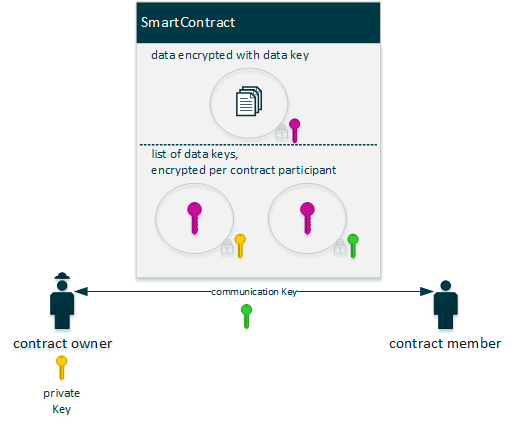 SmartContract
data encrypted with data key
list of data keys,
encrypted per contract participant
communication Key
contract owner
contract member
private
Key